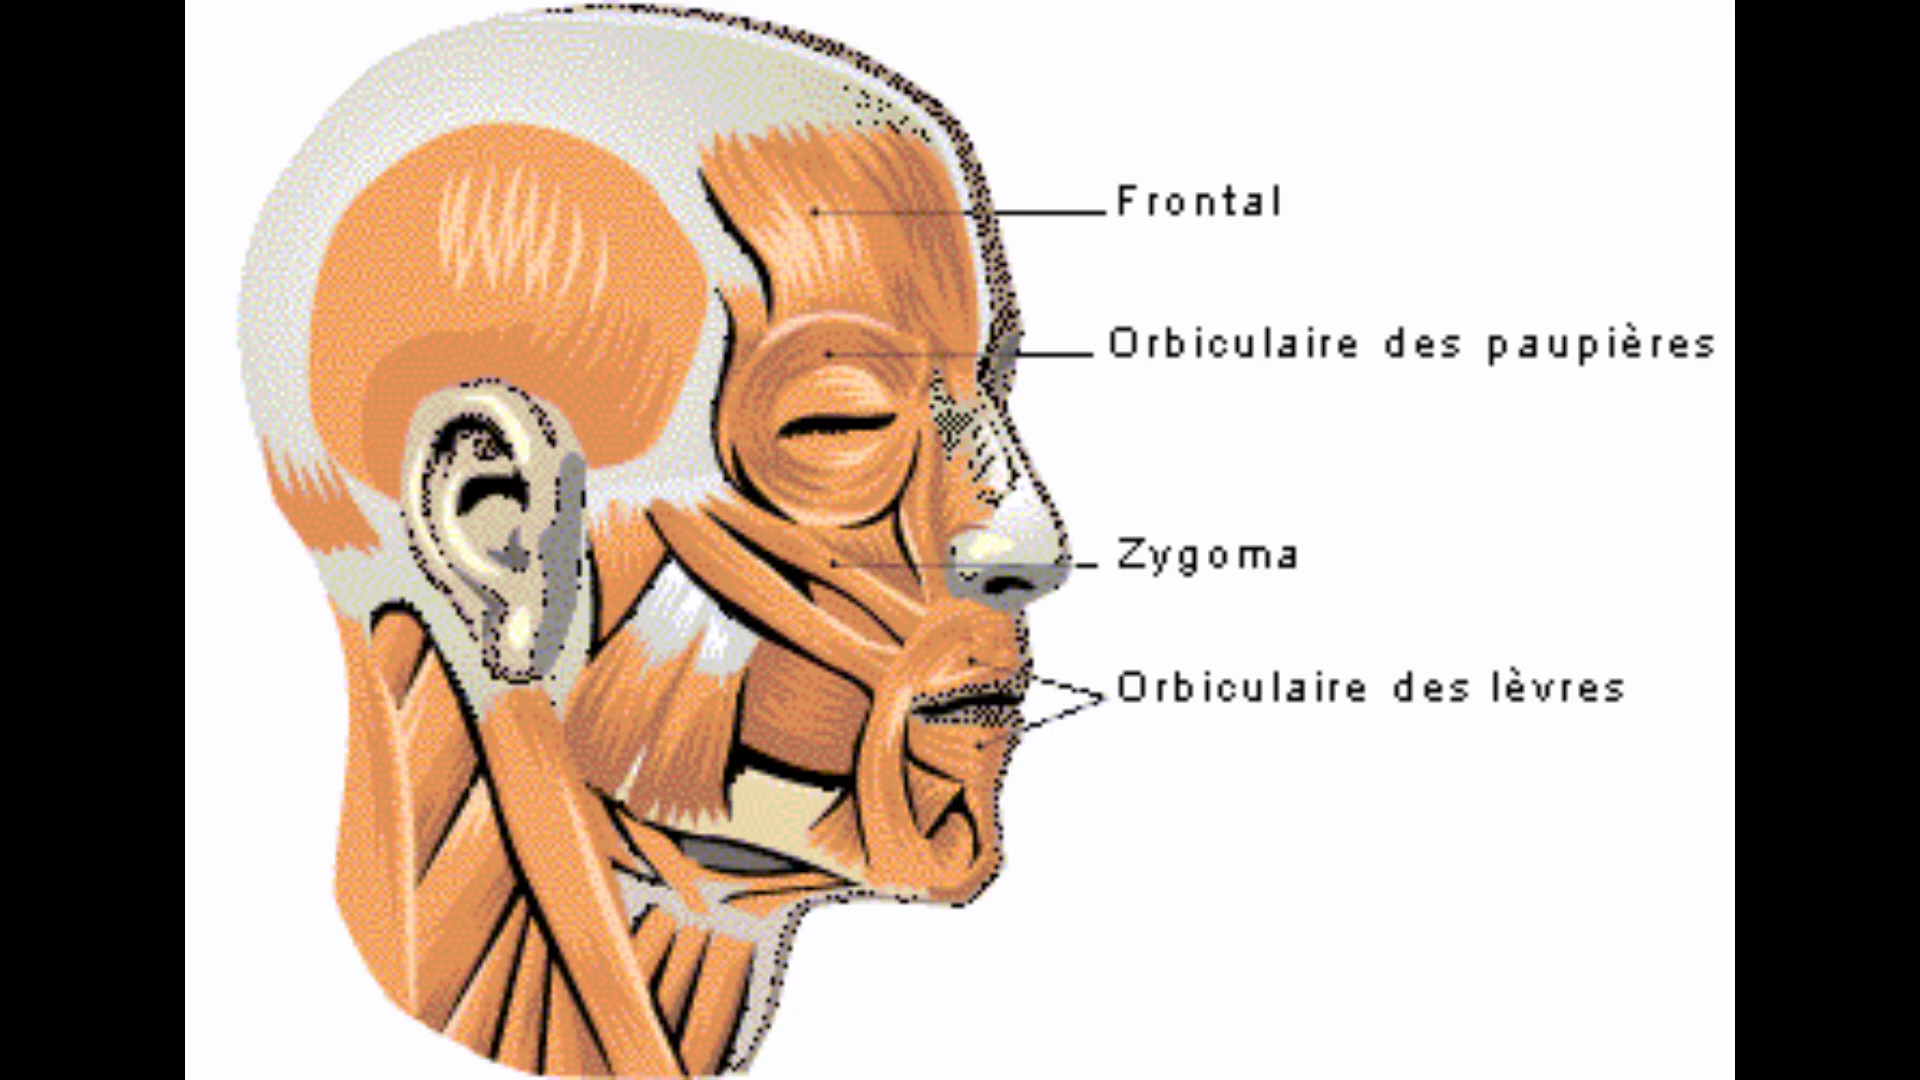 Frontal
Orbiculaire des paupières
Zygoma
Orbiculaire des lèvres